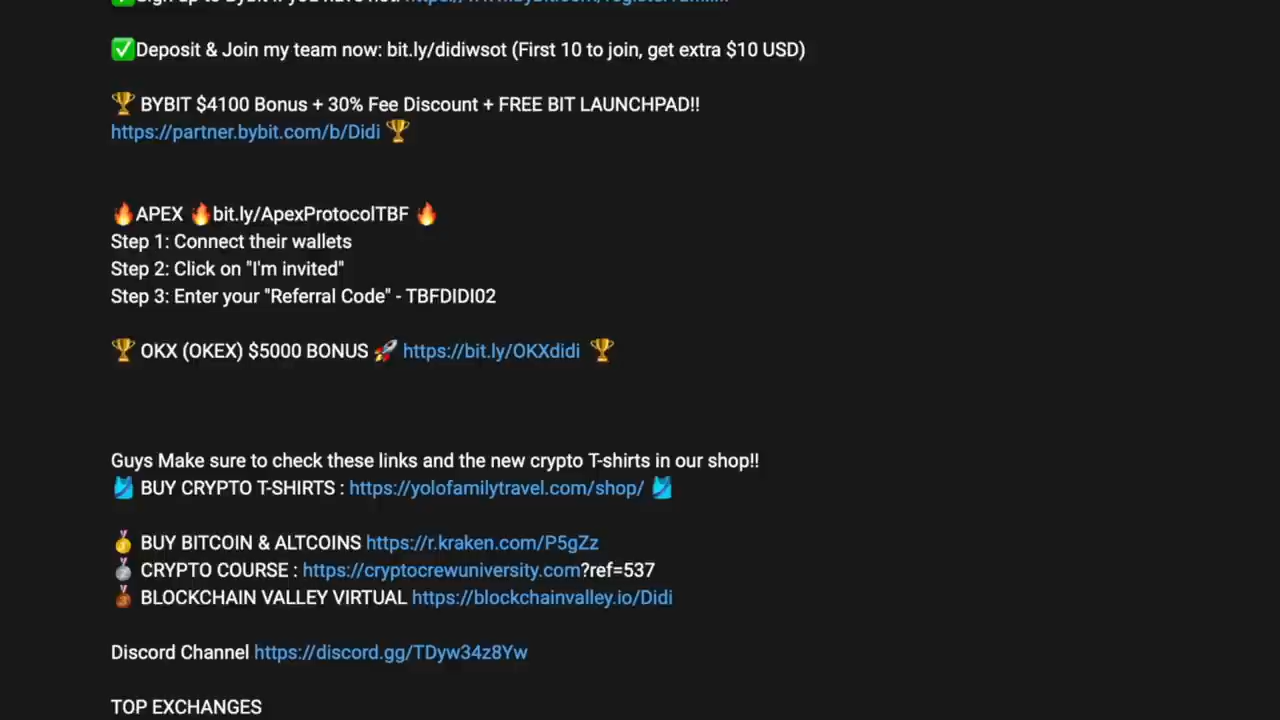 ✅Deposit & Join my team now: bit.ly/didiwsot (First 10 to join, get extra $10 USD)
🏆 BYBIT $4100 Bonus + 30% Fee Discount + FREE BIT LAUNCHPAD!!
https://partner.bybit.com/b/Didi 🏆
🔥APEX 🔥bit.ly/ApexProtocolTBF 🔥
Step 1: Connect their wallets
Step 2: Click on "I'm invited"
Step 3: Enter your "Referral Code" - TBFDIDI02
🏆 OKX (OKEX) $5000 BONUS 🚀 https://bit.ly/OKXdidi 🏆
Guys Make sure to check these links and the new crypto T-shirts in our shop!!
🎽 BUY CRYPTO T-SHIRTS : https://yolofamilytravel.com/shop/ 🎽
🥇 BUY BITCOIN & ALTCOINS https://r.kraken.com/P5gZz
🥈 CRYPTO COURSE : https://cryptocrewuniversity.com?ref=537
🥉 BLOCKCHAIN VALLEY VIRTUAL https://blockchainvalley.io/Didi
Discord Channel https://discord.gg/TDyw34z8Yw
TOP EXCHANGES